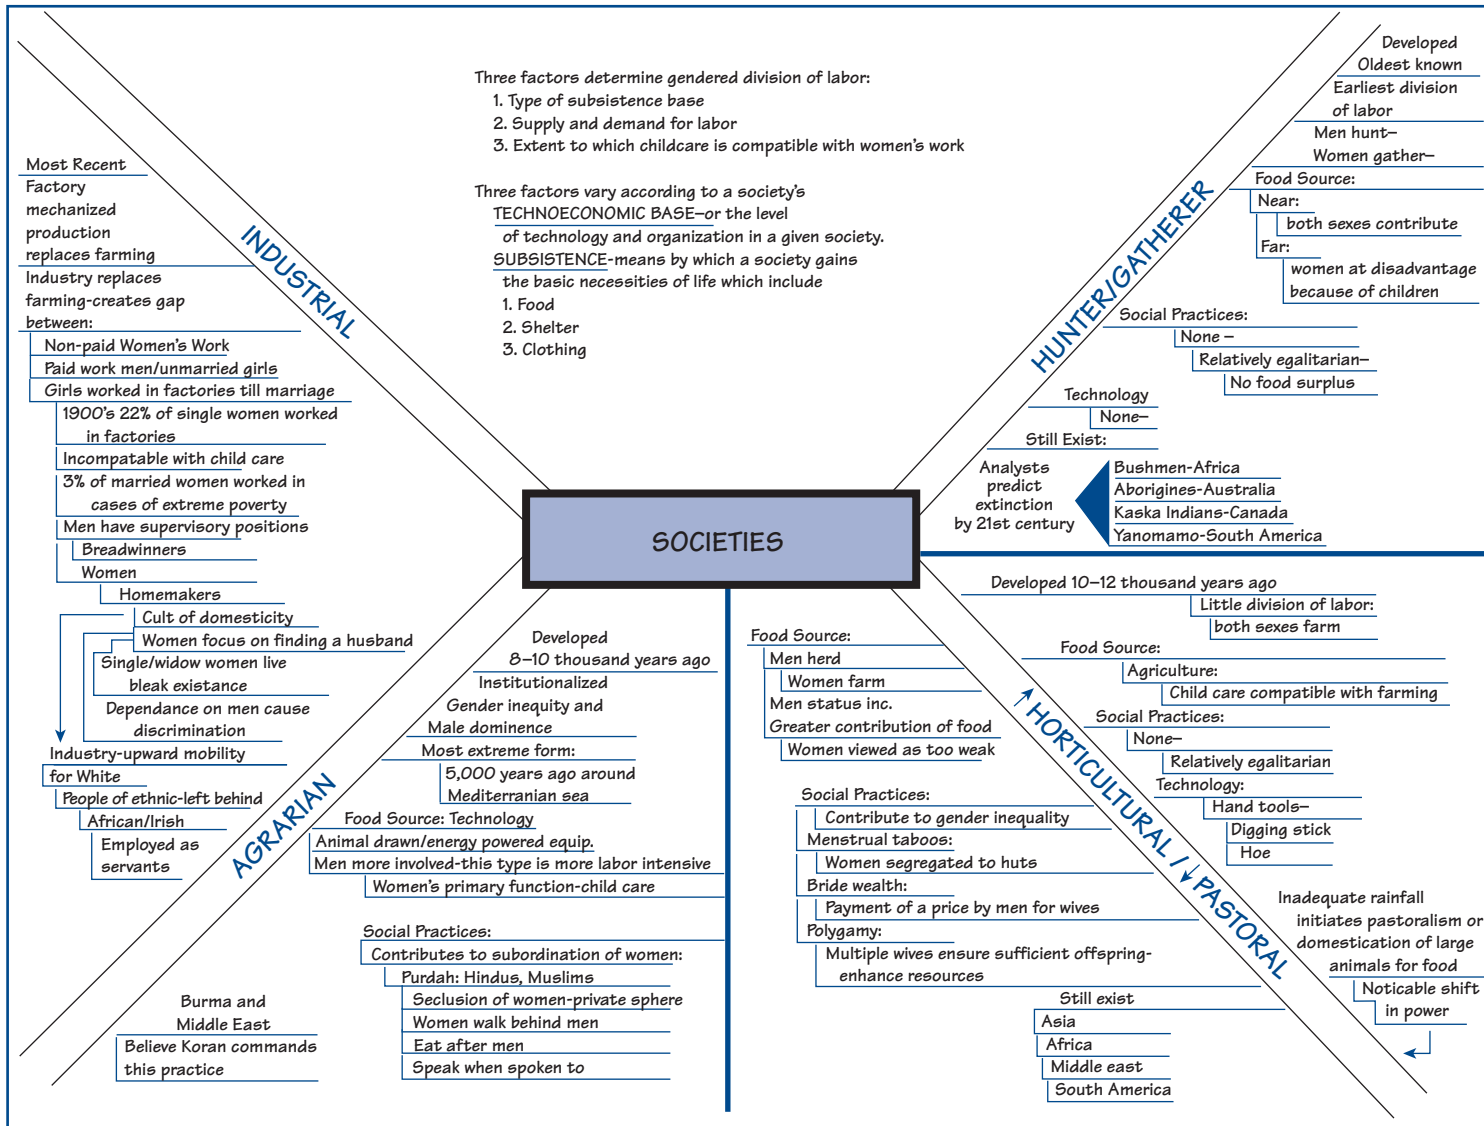 Three factors determine gendered division of labor:
1. Type of subsistence base
2. Supply and demand for labor
3. Extent to which childcare is compatible with women's work
Three factors vary according to a society's
TECHNOECONOMIC BASE–or the level
of technology and organization in a given society.
SUBSISTENCE-means by which a society gains
the basic necessities of life which include
1. Food
2. Shelter
3. Clothing
SOCIETIES
INDUSTRIAL
Most Recent
Factory
mechanized
production
replaces farming
Industry replaces
farming-creates gap
between:
Non-paid Women's Work
Paid work men/unmarried girls
Girls worked in factories till marriage
1900's 22% of single women worked
in factories
Incompatable with child care
3% of married women worked in
cases of extreme poverty
Men have supervisory positions
Breadwinners
Women
Homemakers
Cult of domesticity
Women focus on finding a husband
Single/widow women live
bleak existance
Dependance on men cause
discrimination
Industry-upward mobility
for White
People of ethnic-left behind
African/Irish
Employed as
servants
HUNTER/GATHERER
Developed
Oldest known
Earliest division
of labor
Men hunt–
Women gather–
Food Source:
Near:
both sexes contribute
Far:
women at disadvantage
because of children
Social Practices:
None –
Relatively egalitarian–
No food surplus
Technology
None–
Still Exist:
Analysts
predict
extinction
by 21st century
Bushmen-Africa
Aborigines-Australia
Kaska Indians-Canada
Yanomamo-South America
AGRARIAN
Developed
8–10 thousand years ago
Institutionalized
Gender inequity and
Male dominence
Most extreme form:
5,000 years ago around
Mediterranian sea
Food Source: Technology
Animal drawn/energy powered equip.
Men more involved-this type is more labor intensive
Women's primary function-child care
Social Practices:
Contributes to subordination of women:
Purdah: Hindus, Muslims
Seclusion of women-private sphere
Women walk behind men
Eat after men
Speak when spoken to
Burma and
Middle East
Believe Koran commands
this practice
HORTICULTURAL / PASTORAL
Developed 10–12 thousand years ago
Little division of labor:
both sexes farm
Food Source:
Agriculture:
Child care compatible with farming
Social Practices:
None–
Relatively egalitarian
Technology:
Hand tools–
Digging stick
Hoe
Inadequate rainfall
initiates pastoralism or
domestication of large
animals for food
Noticable shift
in power
Food Source:
Men herd
Women farm
Men status inc.
Greater contribution of food
Women viewed as too weak
Social Practices:
Contribute to gender inequality
Menstrual taboos:
Women segregated to huts
Bride wealth:
Payment of a price by men for wives
Polygamy:
Multiple wives ensure sufficient offspring-
enhance resources
Still exist
Asia
Africa
Middle east
South America